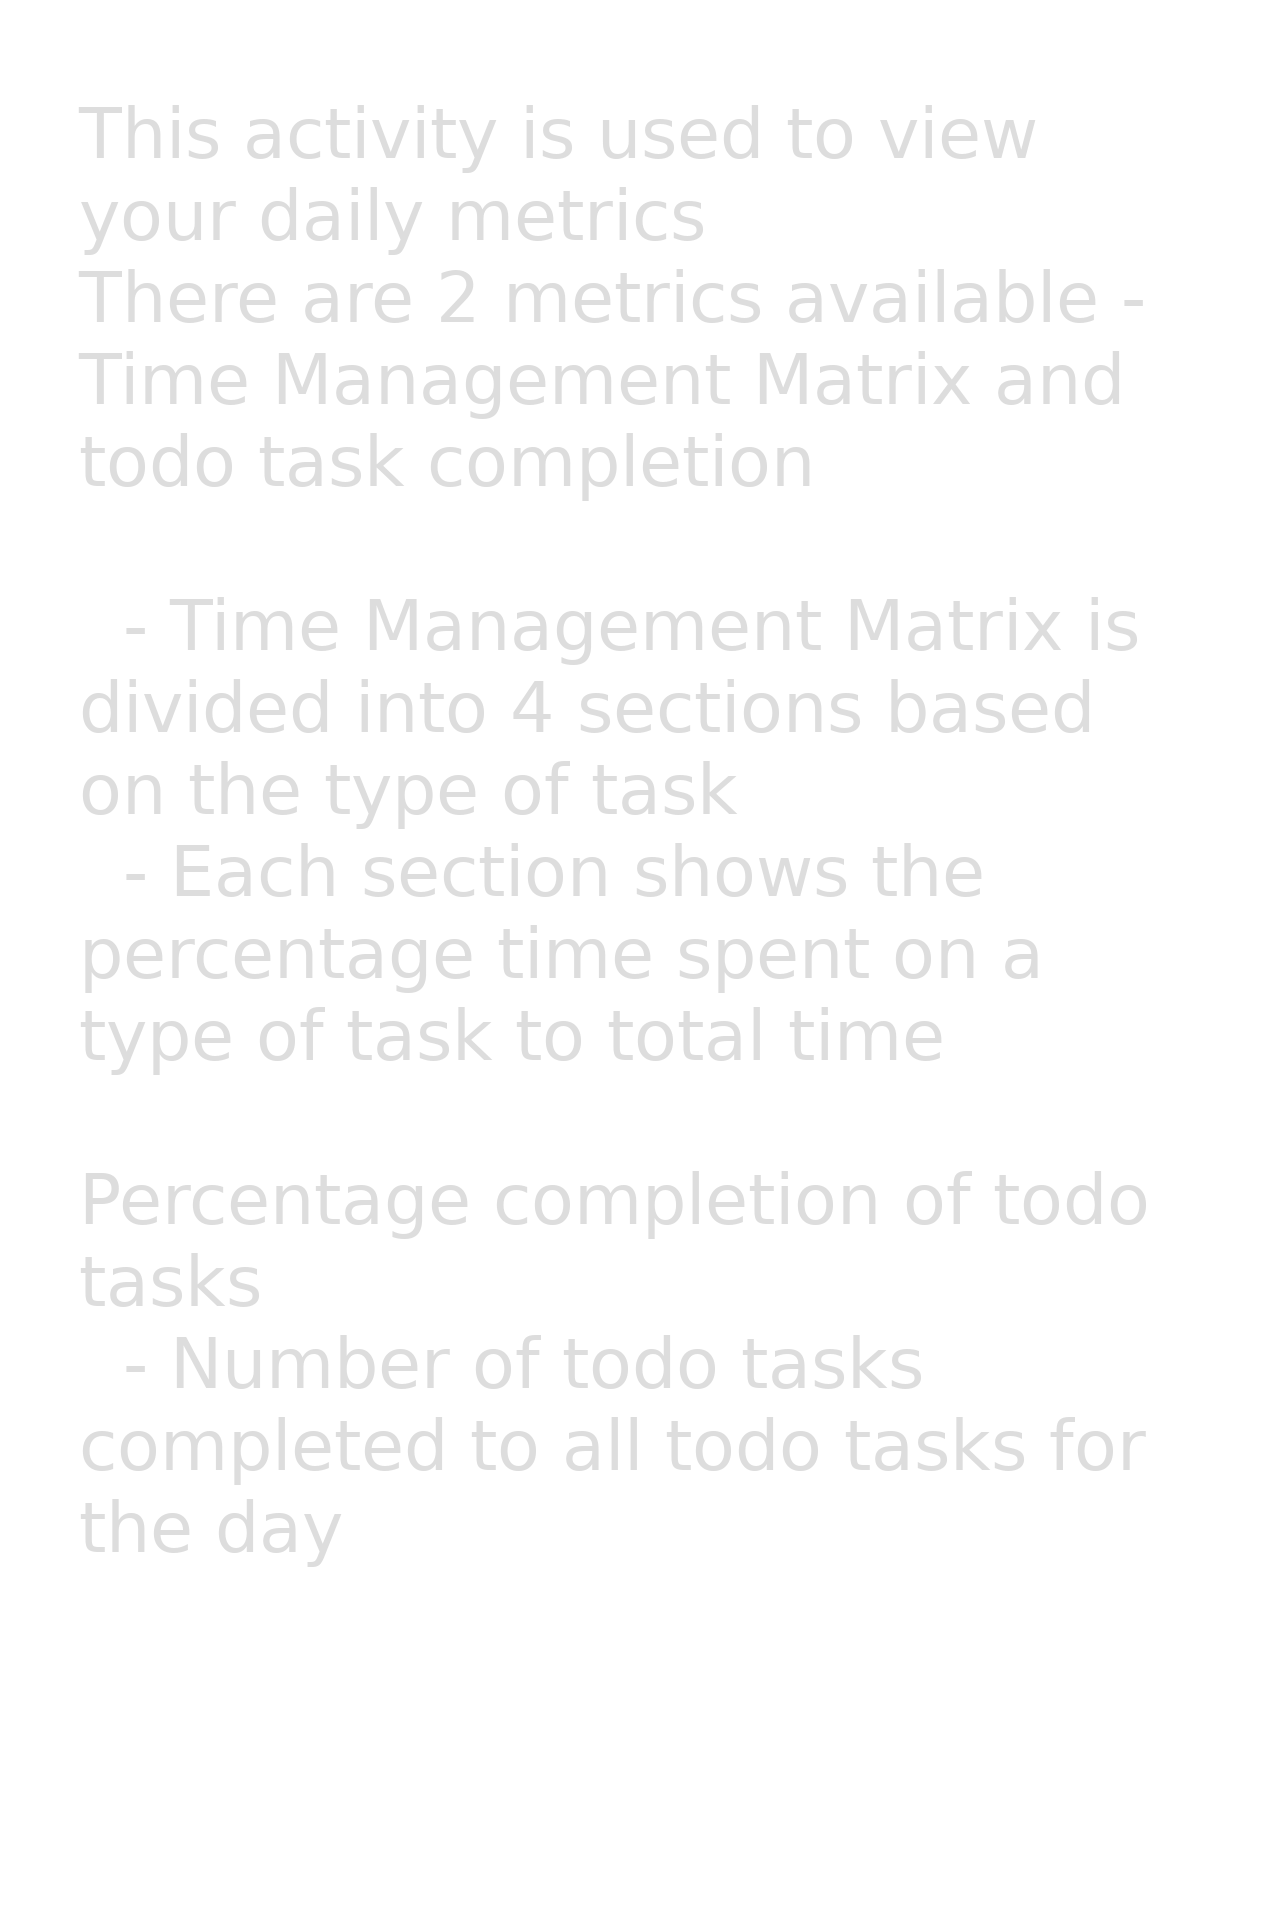 This activity is used to view
your daily metrics
There are 2 metrics available -
Time Management Matrix and
todo task completion

- Time Management Matrix is
divided into 4 sections based
on the type of task
- Each section shows the
percentage time spent on a
type of task to total time

Percentage completion of todo
tasks
- Number of todo tasks
completed to all todo tasks for
the day